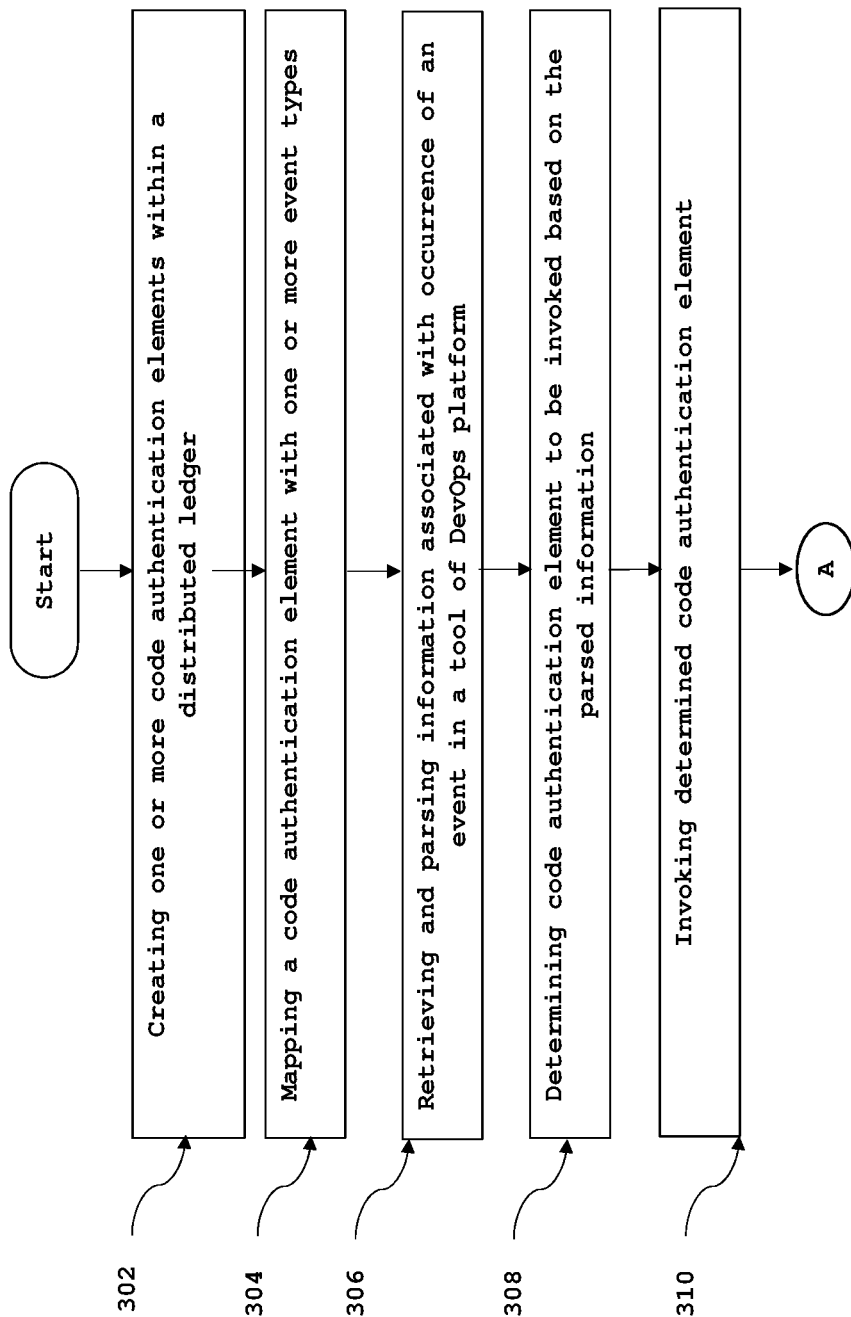 Start
302
Creating one or more code authentication elements within a
distributed ledger
304
Mapping a code authentication element with one or more event types
306
Retrieving and parsing information associated with occurrence of an
event in a tool of DevOps platform
308
Determining code authentication element to be invoked based on the
parsed information
310
Invoking determined code authentication element
A